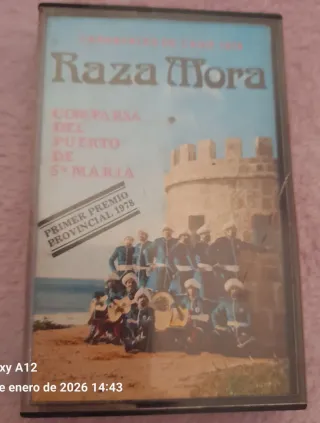 Raza Mora
COMPARSA
DEL
PUERTO
DE
Sª MARIA
PRIMER PREMIO
PROVINCIAL 1978
xy A12
e enero de 2026 14:43